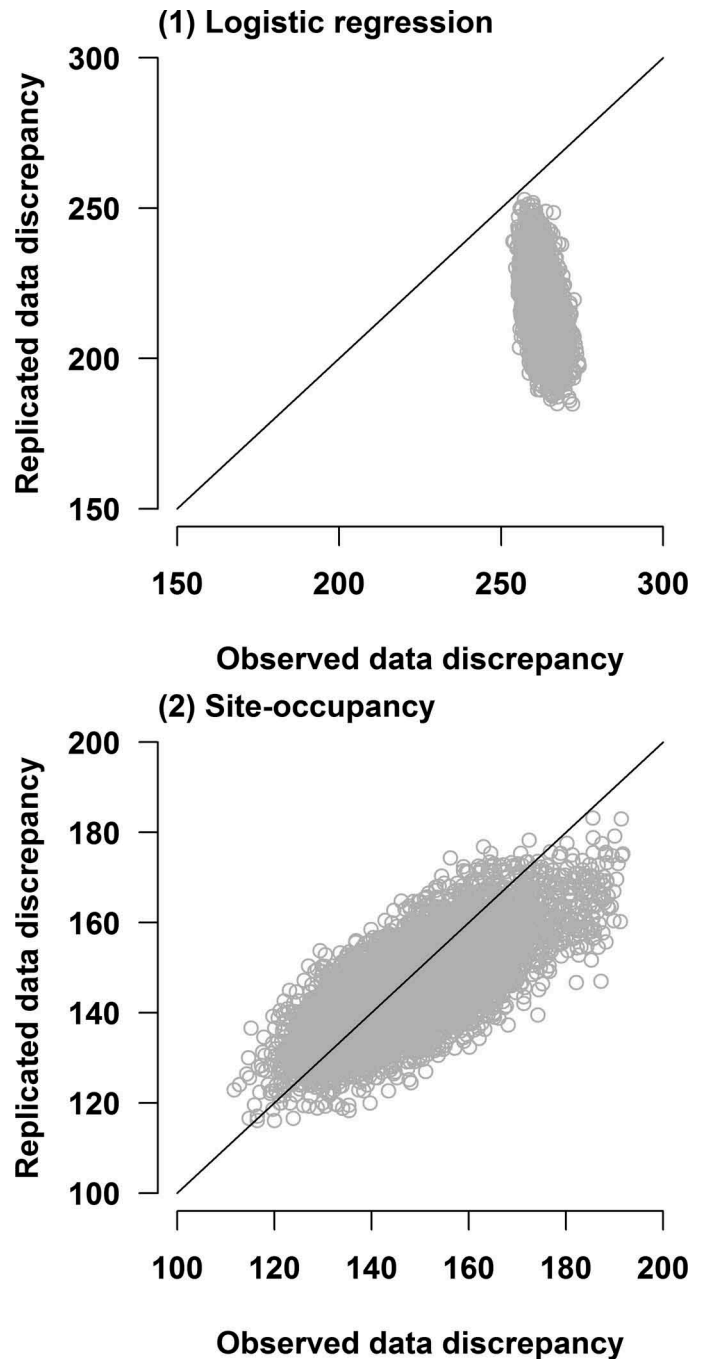 (1) Logistic regression
300
250
200
150
Replicated data discrepancy
150 200 250 300
Observed data discrepancy
(2) Site-occupancy
200
180
160
140
120
100
Replicated data discrepancy
100 120 140 160 180 200
Observed data discrepancy